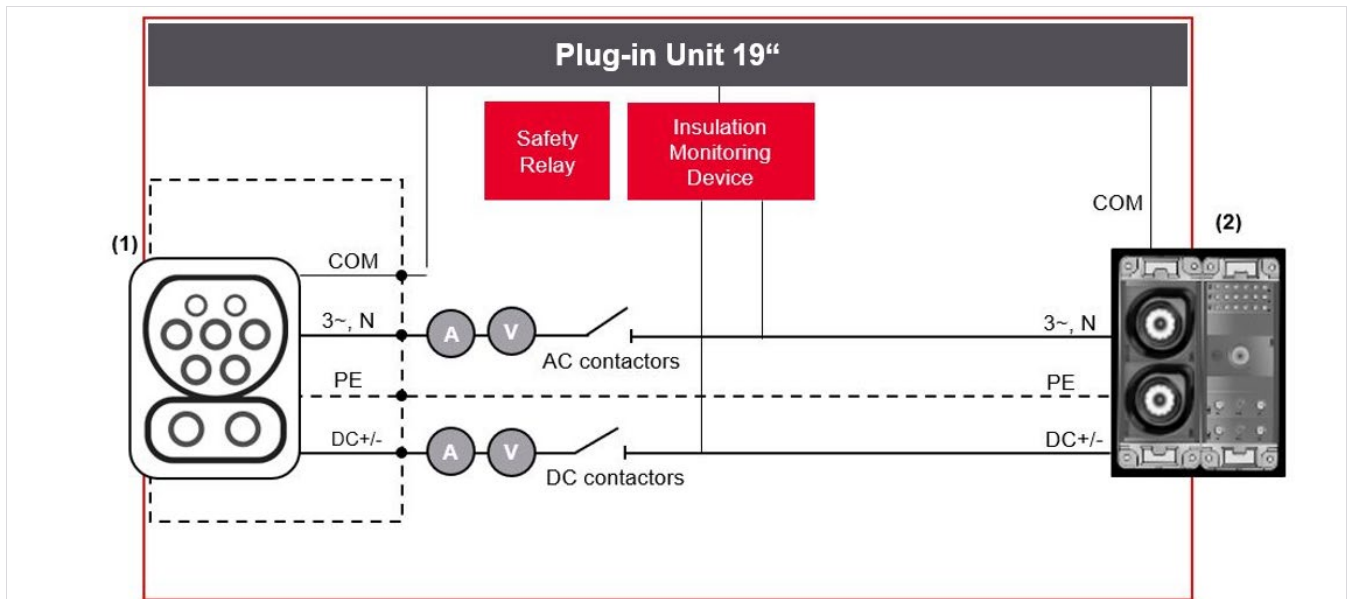 Plug-in Unit 19“
Safety
Relay
Insulation
Monitoring
Device
COM
(2)
(1)
COM
3~, N
A
V
AC contactors
3~, N
PE
PE
DC+/-
A
V
DC contactors
DC+/-